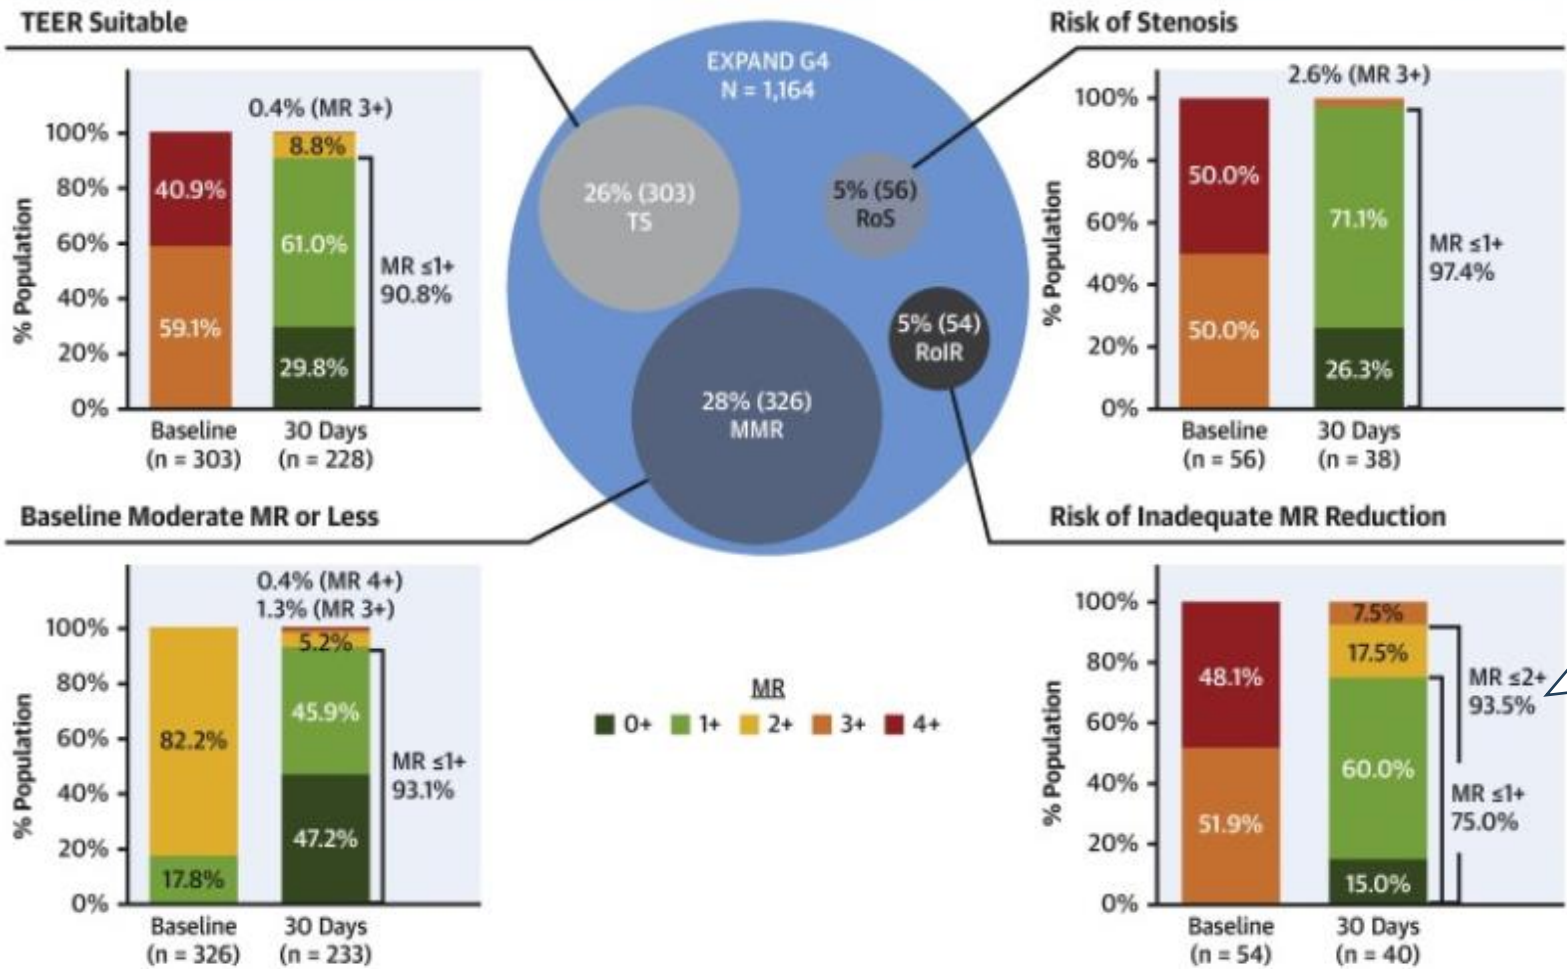 TEER Suitable
0.4% (MR 3+)
100%
80%
60%
40%
20%
0%
% Population
40.9%
59.1%
8.8%
61.0%
29.8%
MR ≤1+
90.8%
Baseline
(n = 303)
30 Days
(n = 228)
EXPAND G4
N = 1,164
26% (303)
TS
5% (56)
RoS
5% (54)
RoIR
28% (326)
MMR
Risk of Stenosis
2.6% (MR 3+)
100%
80%
60%
40%
20%
0%
% Population
50.0%
50.0%
71.1%
26.3%
MR ≤1+
97.4%
Baseline
(n = 56)
30 Days
(n = 38)
Baseline Moderate MR or Less
0.4% (MR 4+)
1.3% (MR 3+)
100%
80%
60%
40%
20%
0%
% Population
82.2%
17.8%
5.2%
45.9%
47.2%
MR ≤1+
93.1%
Baseline
(n = 326)
30 Days
(n = 233)
MR
0+ 1+ 2+ 3+ 4+
Risk of Inadequate MR Reduction
100%
80%
60%
40%
20%
0%
% Population
48.1%
51.9%
7.5%
17.5%
60.0%
15.0%
MR ≤2+
93.5%
MR ≤1+
75.0%
Baseline
(n = 54)
30 Days
(n = 40)